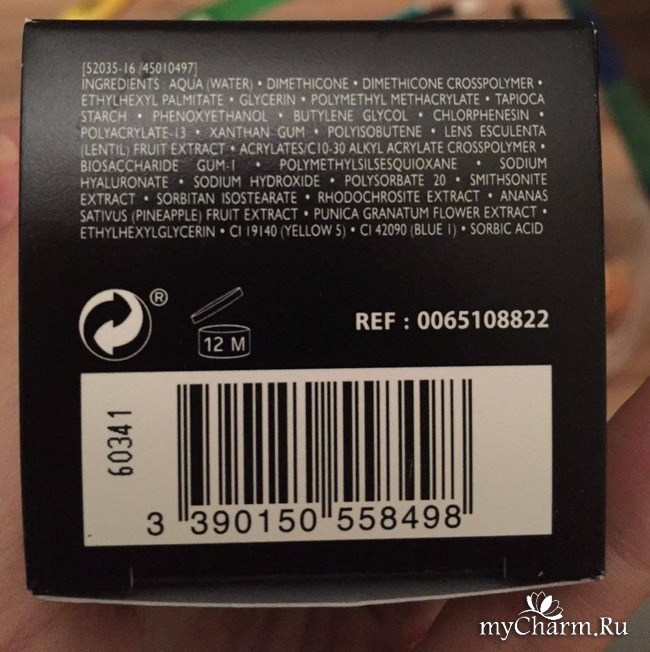 [52035-16 /45010497]
INGREDIENTS : AQUA (WATER) • DIMETHICONE • DIMETHICONE CROSSPOLYMER •
ETHYLHEXYL PALMITATE • GLYCERIN • POLYMETHYL METHACRYLATE • TAPIOCA
STARCH • PHENOXYETHANOL • BUTYLENE GLYCOL • CHLORPHENESIN •
POLYACRYLATE-13 • XANTHAN GUM • POLYISOBUTENE • LENS ESCULENTA
(LENTIL) FRUIT EXTRACT • ACRYLATES/C10-30 ALKYL ACRYLATE CROSSPOLYMER •
BIOSACCHARIDE GUM-1 • POLYMETHYLSILSESQUIOXANE • SODIUM
HYALURONATE • SODIUM HYDROXIDE • POLYSORBATE 20 • SMITHSONITE
EXTRACT • SORBITAN ISOSTEARATE • RHODOCHROSITE EXTRACT • ANANAS
SATIVUS (PINEAPPLE) FRUIT EXTRACT • PUNICA GRANATUM FLOWER EXTRACT •
ETHYLHEXYLGLYCERIN • CI 19140 (YELLOW 5) • CI 42090 (BLUE 1) • SORBIC ACID
®
12 M
REF : 0065108822
60341
3 390150 558498
myCharm.Ru